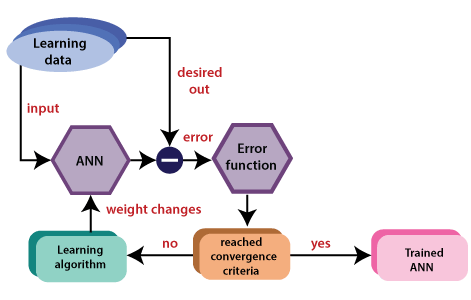 Learning
data
desired
out
input
error
ANN
Error
function
weight changes
Learning
algorithm
no
reached
convergence
criteria
yes
Trained
ANN